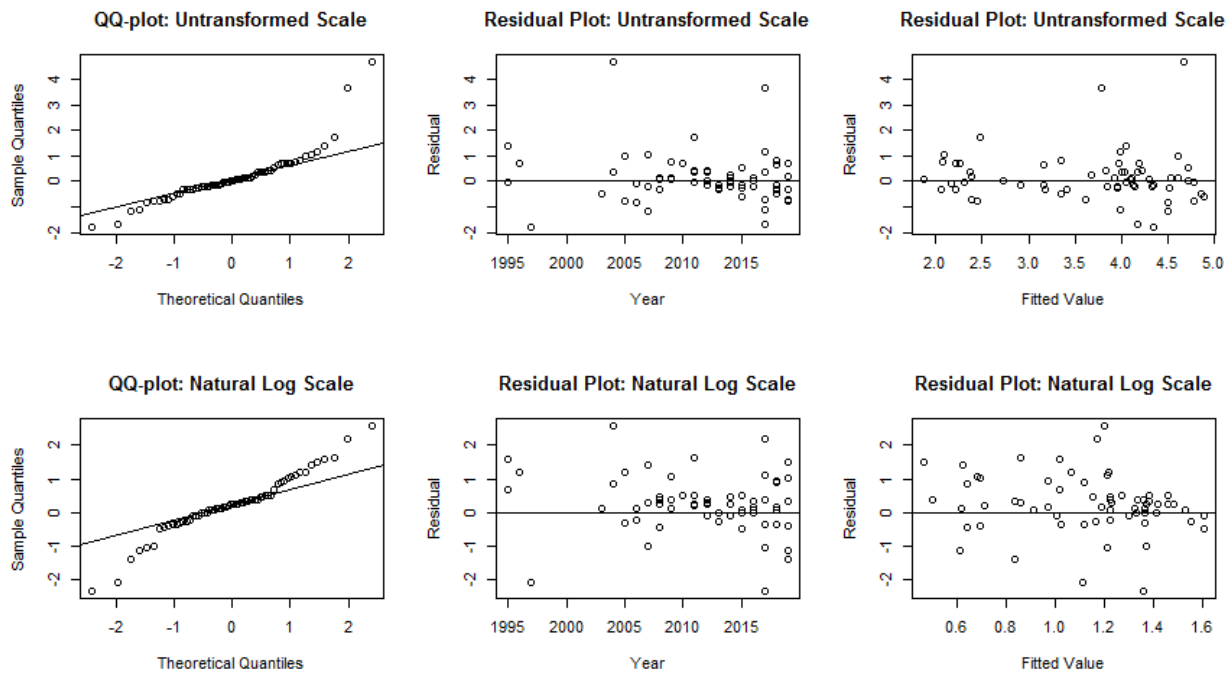 QQ-plot: Untransformed Scale
Sample Quantiles
4
3
2
1
0
-2
-2 -1 0 1 2
Theoretical Quantiles
Residual Plot: Untransformed Scale
Residual
4
3
2
1
0
-2
1995 2000 2005 2010 2015
Year
Residual Plot: Untransformed Scale
Residual
4
3
2
1
0
-2
2.0 2.5 3.0 3.5 4.0 4.5 5.0
Fitted Value
QQ-plot: Natural Log Scale
Sample Quantiles
2
1
0
-1
-2
-2 -1 0 1 2
Theoretical Quantiles
Residual Plot: Natural Log Scale
Residual
2
1
0
-1
-2
1995 2000 2005 2010 2015
Year
Residual Plot: Natural Log Scale
Residual
2
1
0
-1
-2
0.6 0.8 1.0 1.2 1.4 1.6
Fitted Value